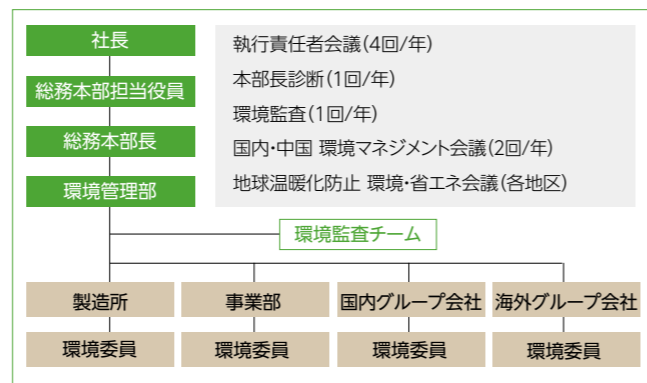 社長
総務本部担当役員
総務本部長
環境管理部
執行責任者会議(4回/年)
本部長診断(1回/年)
環境監査(1回/年)
国内・中国 環境マネジメント会議(2回/年)
地球温暖化防止 環境・省エネ会議(各地区)
環境監査チーム
製造所 事業部 国内グループ会社 海外グループ会社
環境委員 環境委員 環境委員 環境委員